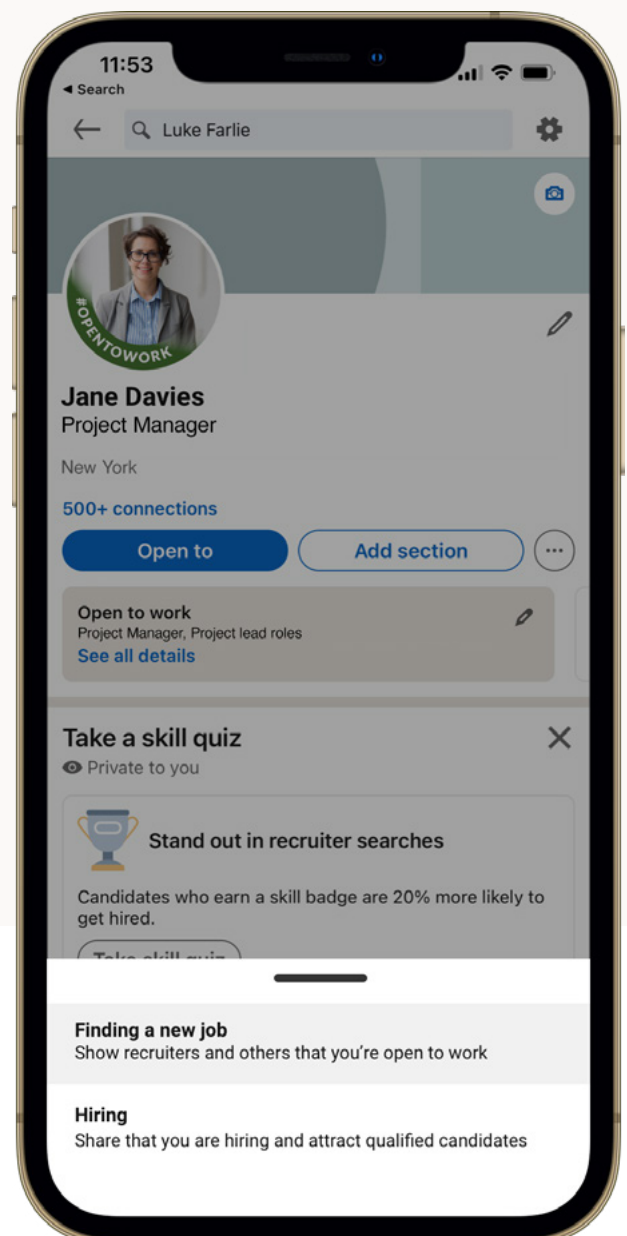 11:53
◀ Search
Luke Farlie
#OPENTOWORK
Jane Davies
Project Manager
New York
500+ connections
Open to
Add section
Open to work
Project Manager, Project lead roles
See all details
Take a skill quiz
Private to you
Stand out in recruiter searches
Candidates who earn a skill badge are 20% more likely to
get hired.
Take skill quiz
Finding a new job
Show recruiters and others that you're open to work
Hiring
Share that you are hiring and attract qualified candidates